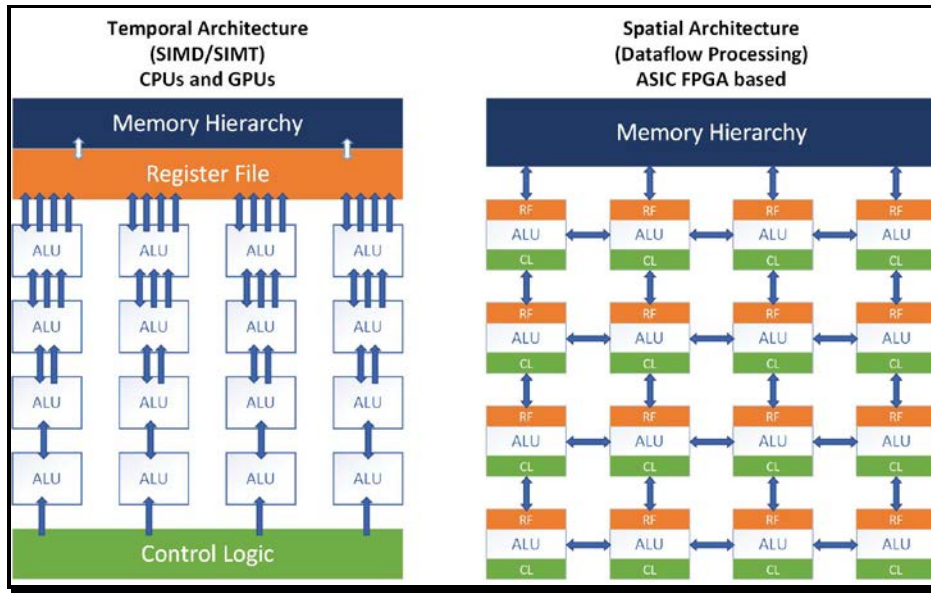 Temporal Architecture
(SIMD/SIMT)
CPUs and GPUs
Memory Hierarchy
Register File
ALU ALU ALU ALU
ALU ALU ALU ALU
ALU ALU ALU ALU
ALU ALU ALU ALU
Control Logic
Spatial Architecture
(Dataflow Processing)
ASIC FPGA based
Memory Hierarchy
RF RF RF RF
ALU ALU ALU ALU
CL CL CL CL
RF RF RF RF
ALU ALU ALU ALU
CL CL CL CL
RF RF RF RF
ALU ALU ALU ALU
CL CL CL CL
RF RF RF RF
ALU ALU ALU ALU
CL CL CL CL